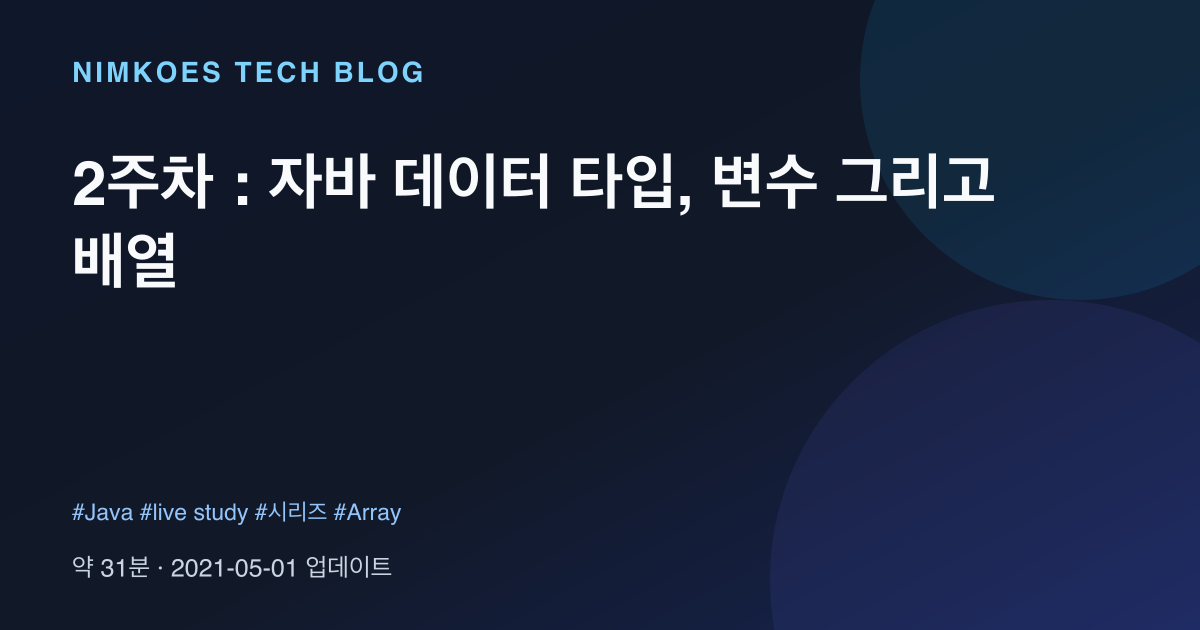 NIMKOES TECH BLOG
2주차 : 자바 데이터 타입, 변수 그리고
배열
#Java #live study #시리즈 #Array
약 31분 · 2021-05-01 업데이트